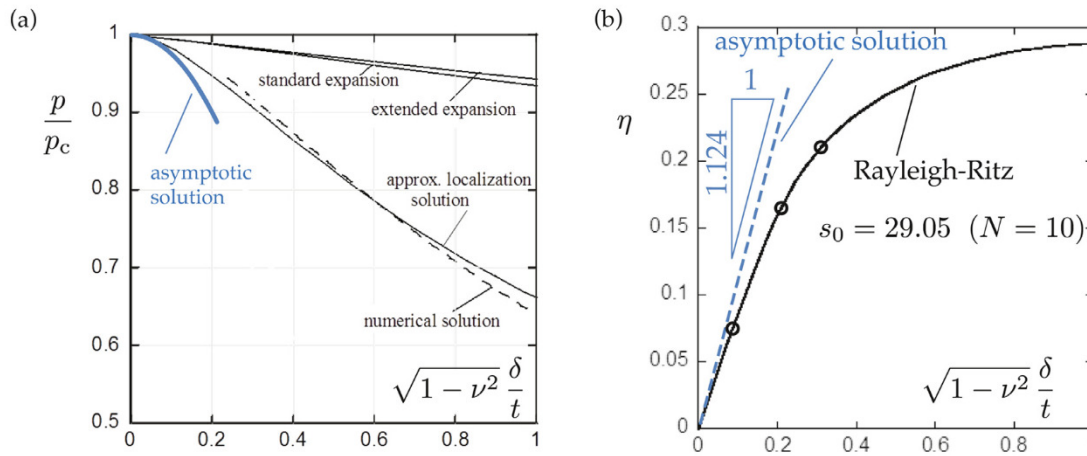 (a)
1
0.9
0.8
0.7
0.6
0.5
p
p_c
standard expansion
extended expansion
asymptotic
solution
approx. localization
solution
numerical solution
√1 − ν² δ/t
0
0.2
0.4
0.6
0.8
1
(b)
0.3
0.25
0.2
0.15
0.1
0.05
0
η
asymptotic solution
1
1.124
Rayleigh-Ritz
s₀ = 29.05 (N = 10)
√1 − ν² δ/t
0
0.2
0.4
0.6
0.8